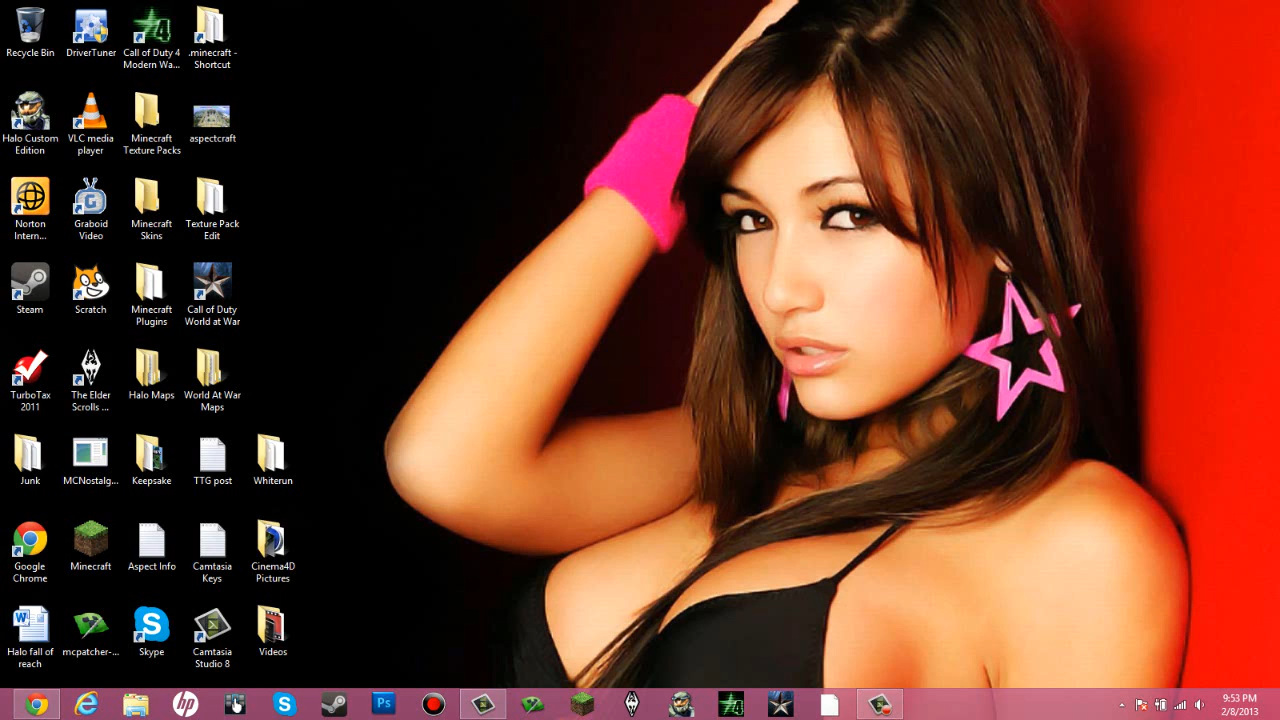 Recycle Bin
DriverTuner
Call of Duty 4
Modern Wa...
.minecraft -
Shortcut
Halo Custom
Edition
VLC media
player
Minecraft
Texture Packs
aspectcraft
Norton
Intern...
Graboid
Video
Minecraft
Skins
Texture Pack
Edit
Steam
Scratch
Minecraft
Plugins
Call of Duty
World at War
TurboTax
2011
The Elder
Scrolls ...
Halo Maps
World At War
Maps
Junk
MCNostalg...
Keepsake
TTG post
Whiterun
Google
Chrome
Minecraft
Aspect Info
Camtasia
Keys
Cinema4D
Pictures
Halo fall of
reach
mcpatcher-...
Skype
Camtasia
Studio 8
Videos
hp
Ps
9:53 PM
2/8/2013